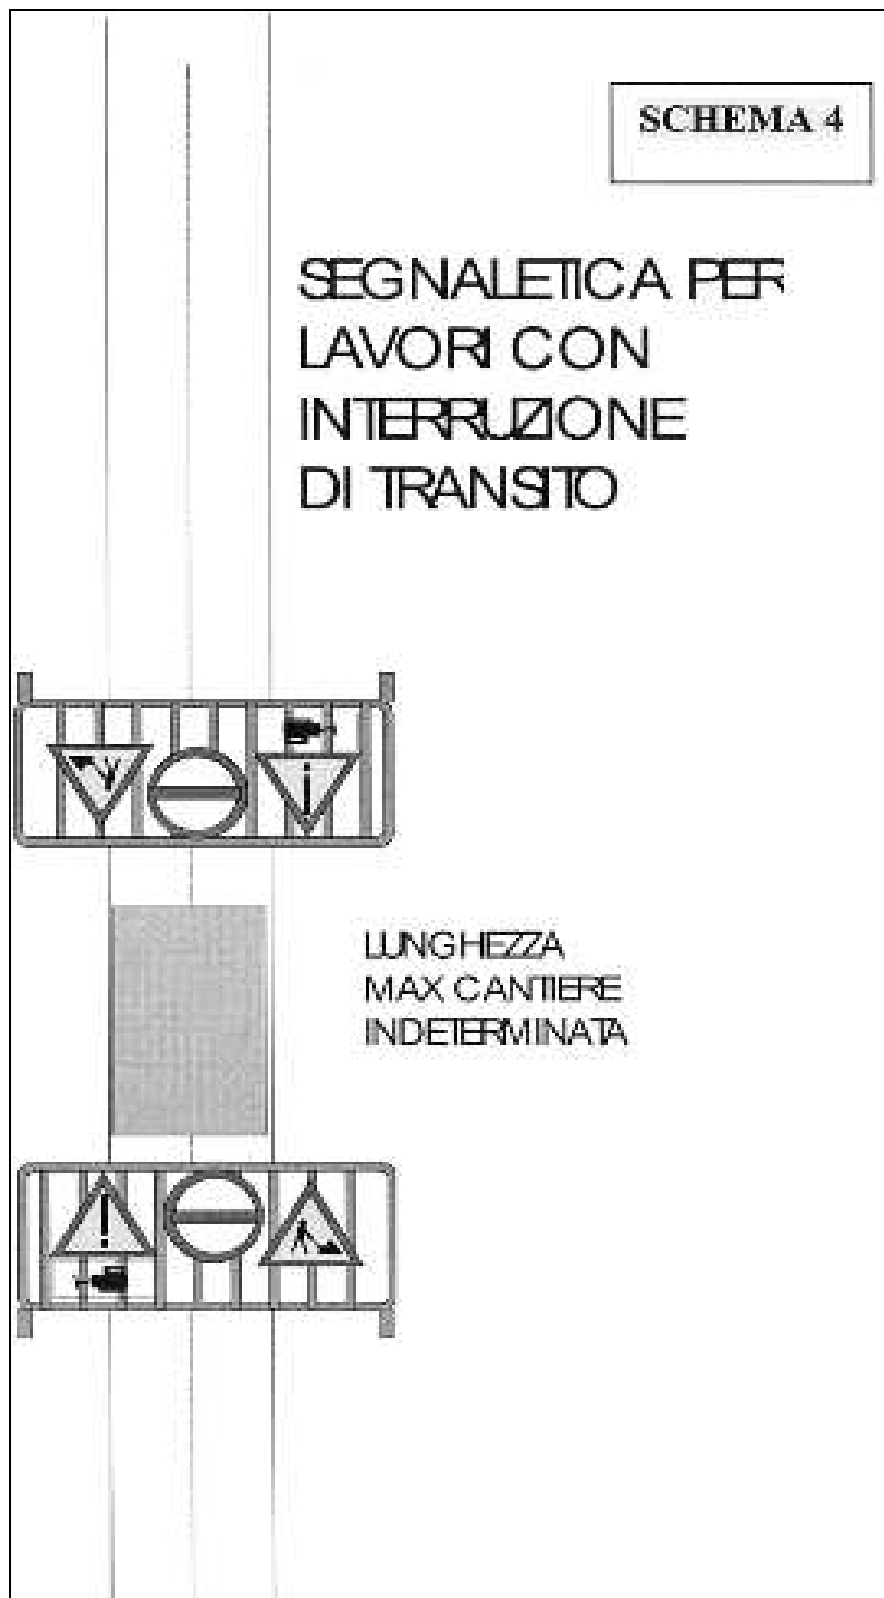 SCHEMA 4
SEGNALETICA PER
LAVORI CON
INTERRUZIONE
DI TRANSITO
LUNGHEZZA
MAX CANTIERE
INDETERMINATA